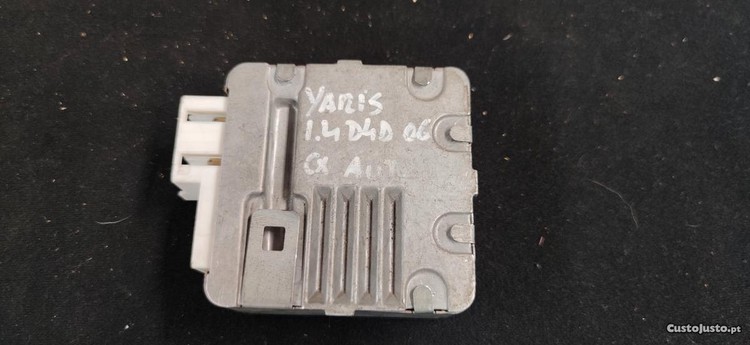 YARIS
1.4 D4D 06
CX AUT
CustoJusto.pt